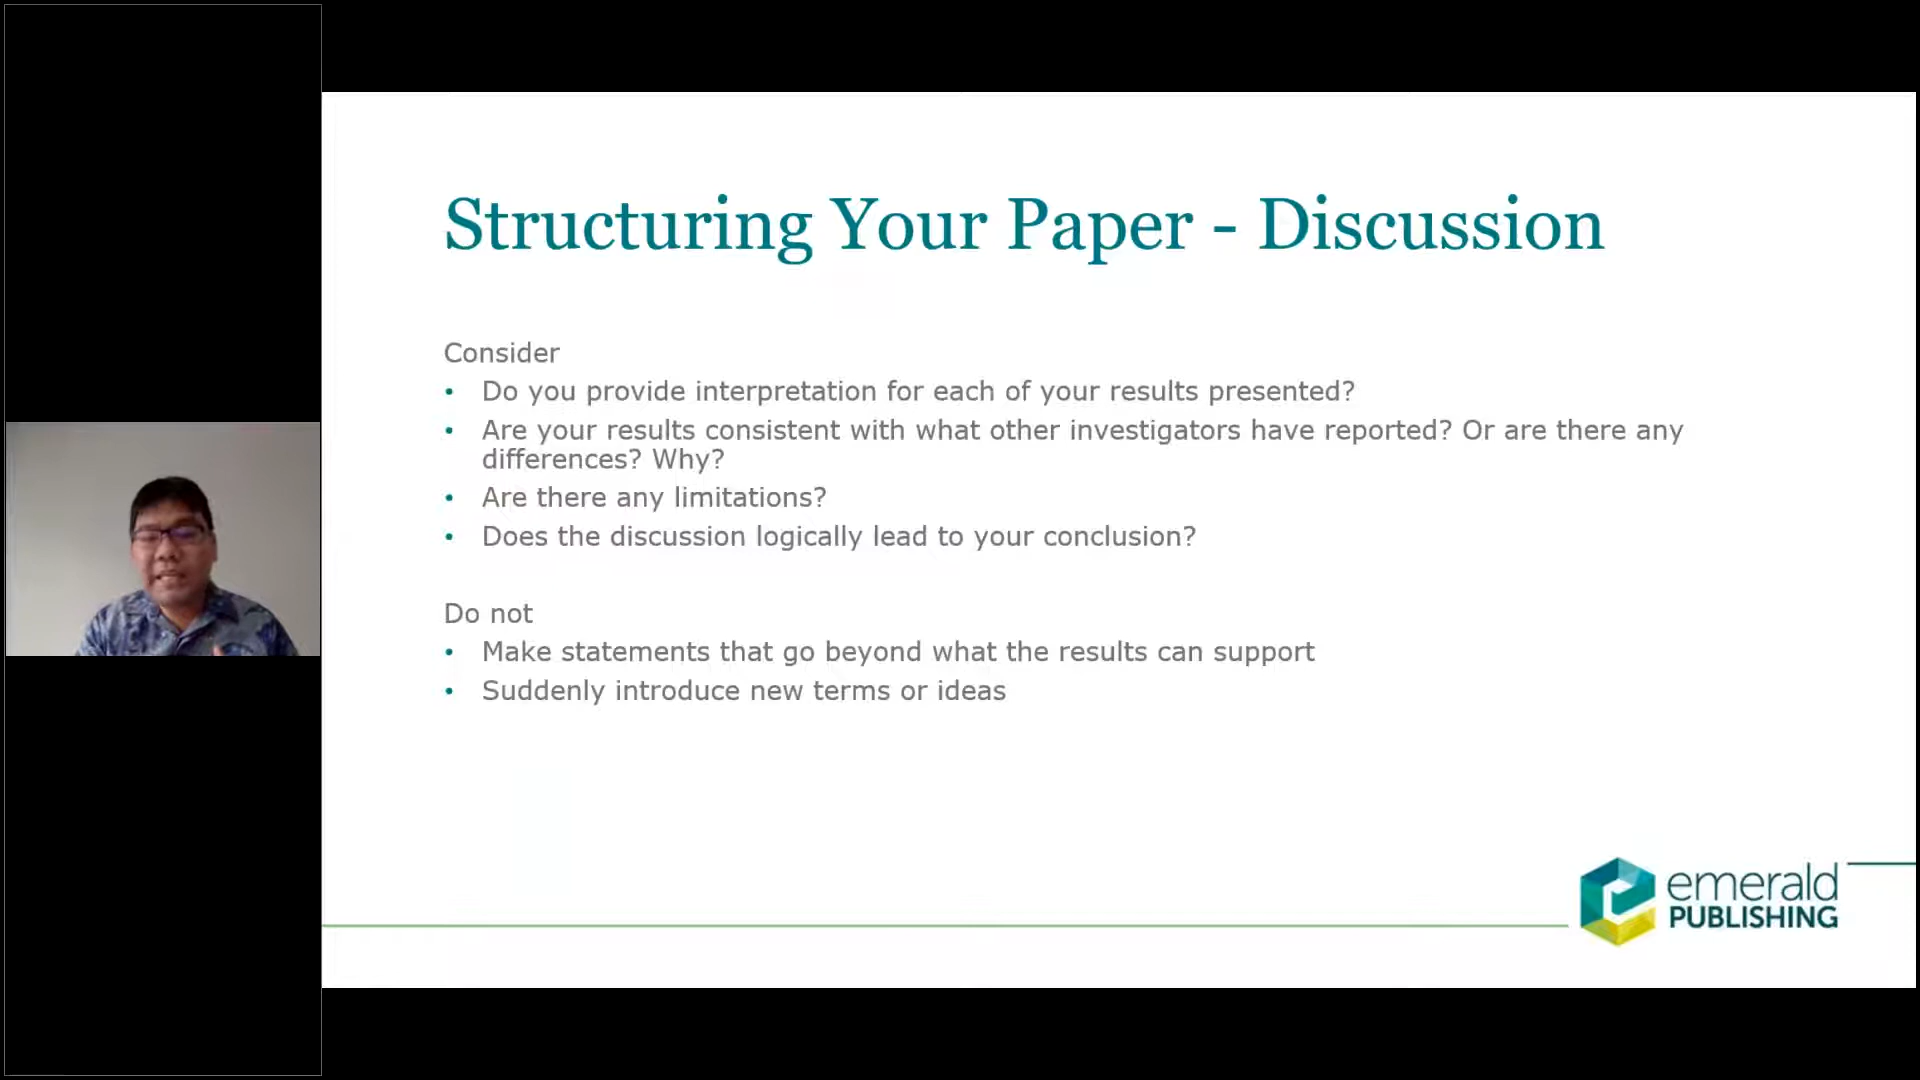 Structuring Your Paper - Discussion
Consider
• Do you provide interpretation for each of your results presented?
• Are your results consistent with what other investigators have reported? Or are there any
differences? Why?
• Are there any limitations?
• Does the discussion logically lead to your conclusion?
Do not
• Make statements that go beyond what the results can support
• Suddenly introduce new terms or ideas
emerald
PUBLISHING